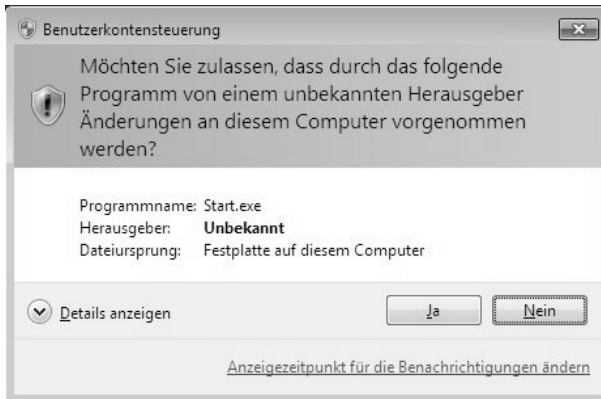 Benutzerkontensteuerung
Möchten Sie zulassen, dass durch das folgende
Programm von einem unbekannten Herausgeber
Änderungen an diesem Computer vorgenommen
werden?
Programmname: Start.exe
Herausgeber: Unbekannt
Dateiursprung: Festplatte auf diesem Computer
Details anzeigen Ja Nein
Anzeigezeitpunkt für die Benachrichtigungen ändern